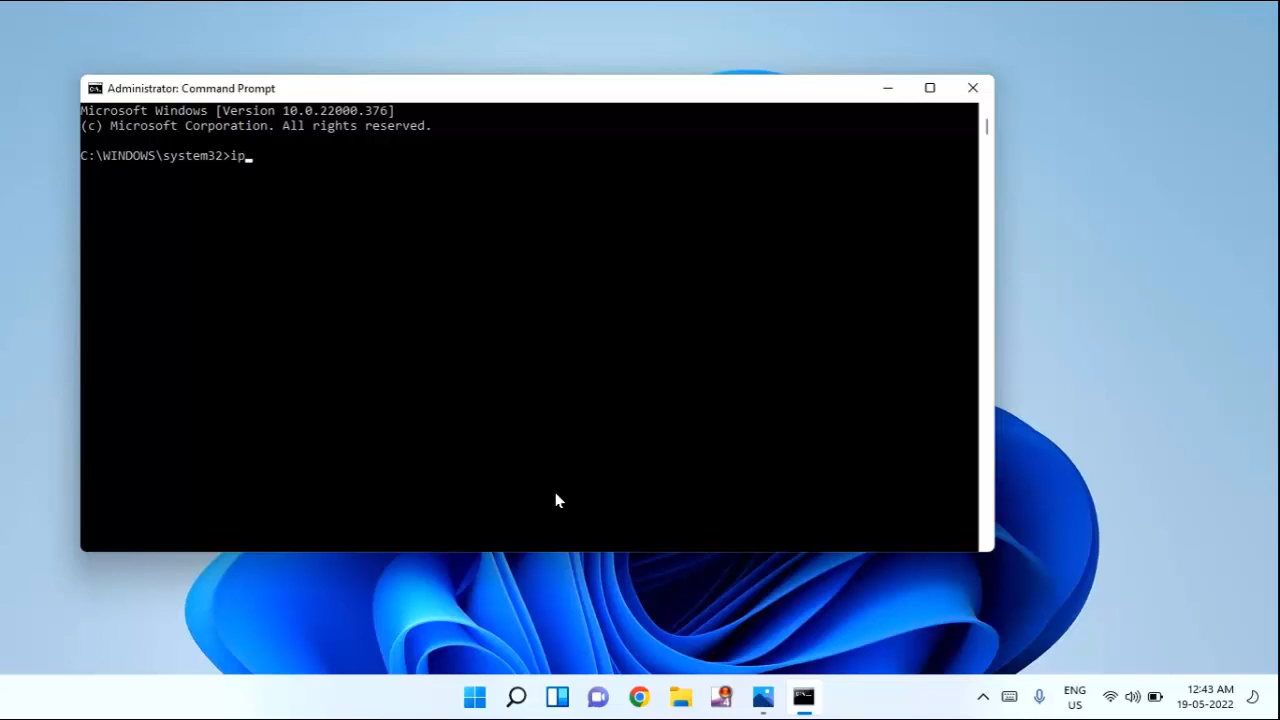 Administrator: Command Prompt
Microsoft Windows [Version 10.0.22000.376]
(c) Microsoft Corporation. All rights reserved.
C:\WINDOWS\system32>ip
ENG
US
12:43 AM
19-05-2022